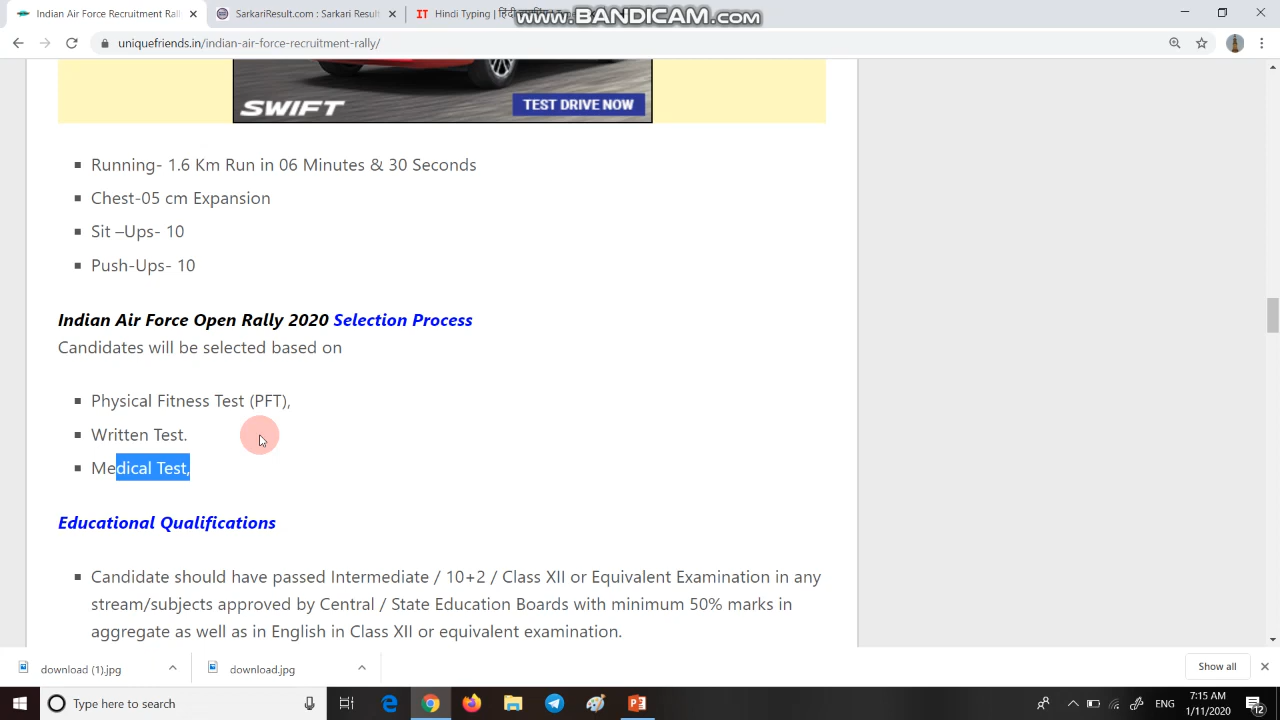 Indian Air Force Recruitment Rall
SarkariResult.com: Sarkari Result
IT Hindi Typing |
www.BANDICAM.com
uniquefriends.in/indian-air-force-recruitment-rally/
SWIFT
TEST DRIVE NOW
Running- 1.6 Km Run in 06 Minutes & 30 Seconds
Chest-05 cm Expansion
Sit –Ups- 10
Push-Ups- 10
Indian Air Force Open Rally 2020 Selection Process
Candidates will be selected based on
Physical Fitness Test (PFT),
Written Test.
Medical Test,
Educational Qualifications
Candidate should have passed Intermediate / 10+2 / Class XII or Equivalent Examination in any
stream/subjects approved by Central / State Education Boards with minimum 50% marks in
aggregate as well as in English in Class XII or equivalent examination.
download (1).jpg
download.jpg
Show all
Type here to search
ENG
7:15 AM
1/11/2020
2